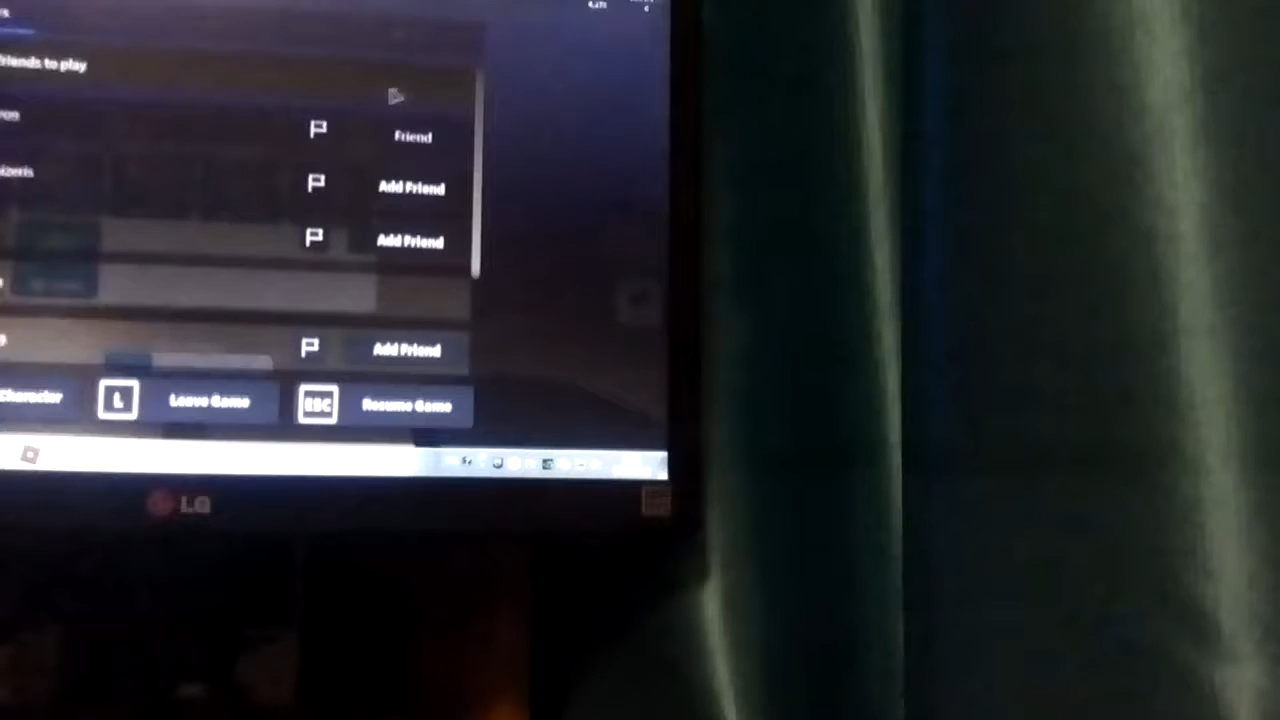 friends to play
Friend
Add Friend
Add Friend
Add Friend
Character L Leave Game ESC Resume Game
LG